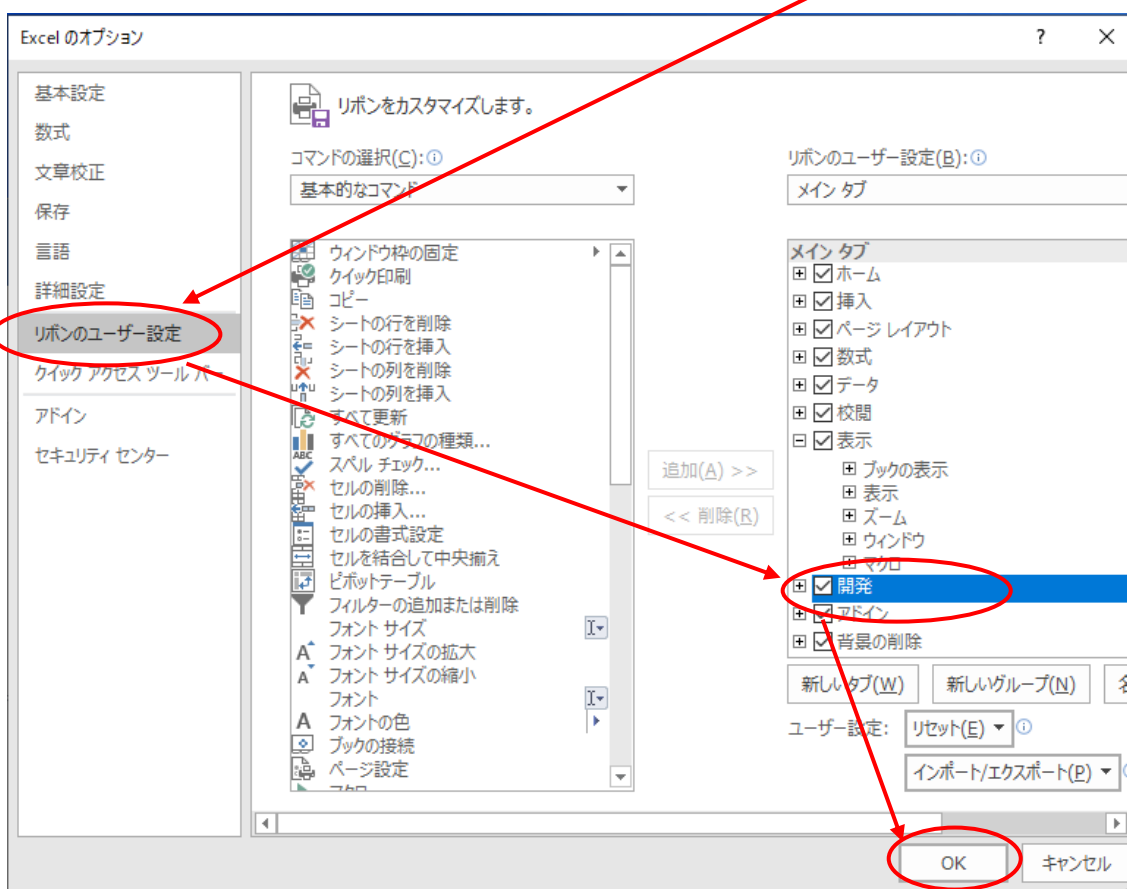 Excel のオプション
?
基本設定
数式
文章校正
保存
言語
詳細設定
リボンのユーザー設定
クイック アクセス ツール バー
アドイン
セキュリティ センター
リボンをカスタマイズします。
コマンドの選択(C):
基本的なコマンド
ウィンドウ枠の固定
クイック印刷
コピー
シートの行を削除
シートの行を挿入
シートの列を削除
シートの列を挿入
すべて更新
すべてのグラフの種類...
スペル チェック...
セルの削除...
セルの挿入...
セルの書式設定
セルを結合して中央揃え
ピボットテーブル
フィルターの追加または削除
フォント サイズ
フォント サイズの拡大
フォント サイズの縮小
フォント
フォントの色
ブックの接続
ページ設定
マクロ
追加(A) >>
<< 削除(R)
リボンのユーザー設定(B):
メイン タブ
メイン タブ
ホーム
挿入
ページ レイアウト
数式
データ
校閲
表示
ブックの表示
表示
ズーム
ウィンドウ
マクロ
開発
アドイン
背景の削除
新しいタブ(W)
新しいグループ(N)
ユーザー設定:
リセット(E)
インポート/エクスポート(P)
OK
キャンセル